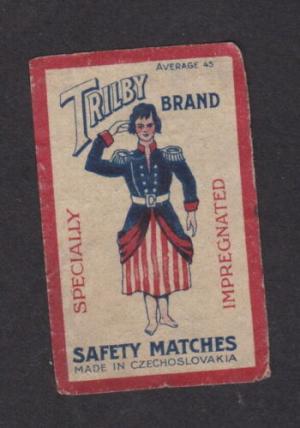 AVERAGE 45
TRILBY BRAND
SPECIALLY
IMPREGNATED
SAFETY MATCHES
MADE IN CZECHOSLOVAKIA